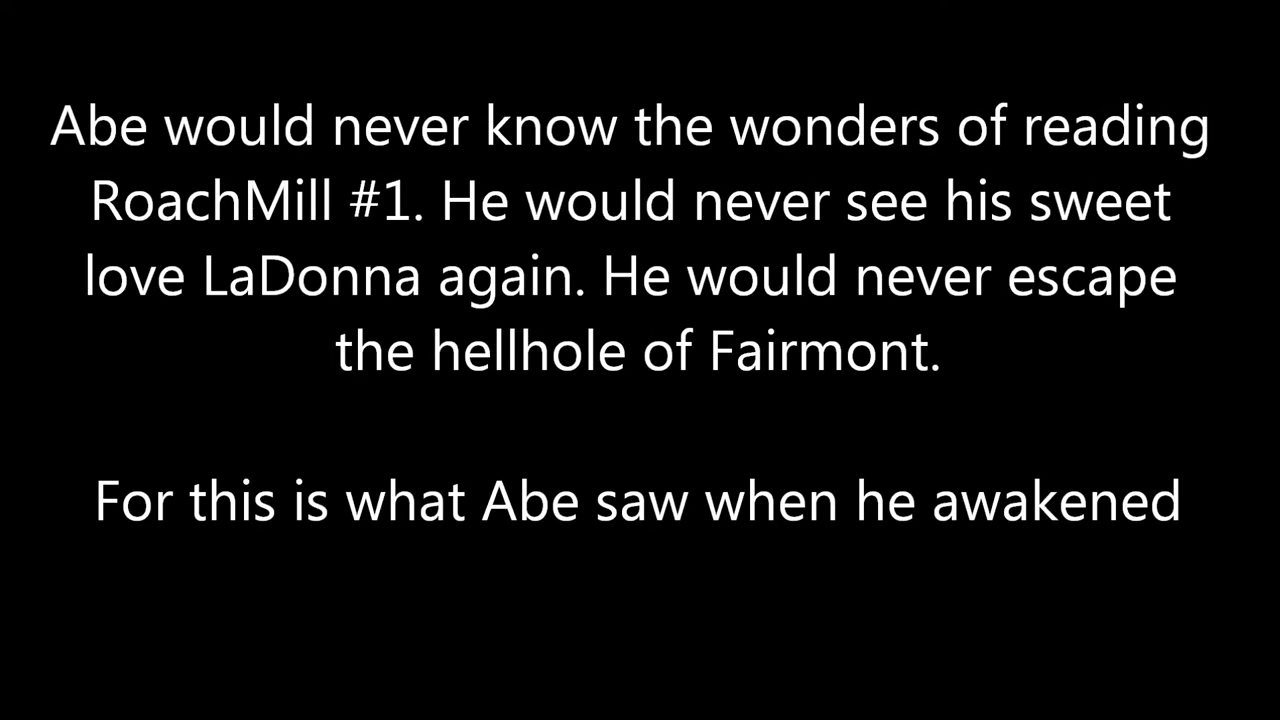 Abe would never know the wonders of reading
RoachMill #1. He would never see his sweet
love LaDonna again. He would never escape
the hellhole of Fairmont.
For this is what Abe saw when he awakened